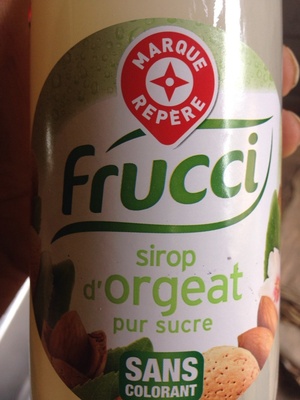 MARQUE
REPÈRE
frucci
sirop
d'orgeat
pur sucre
SANS
COLORANT